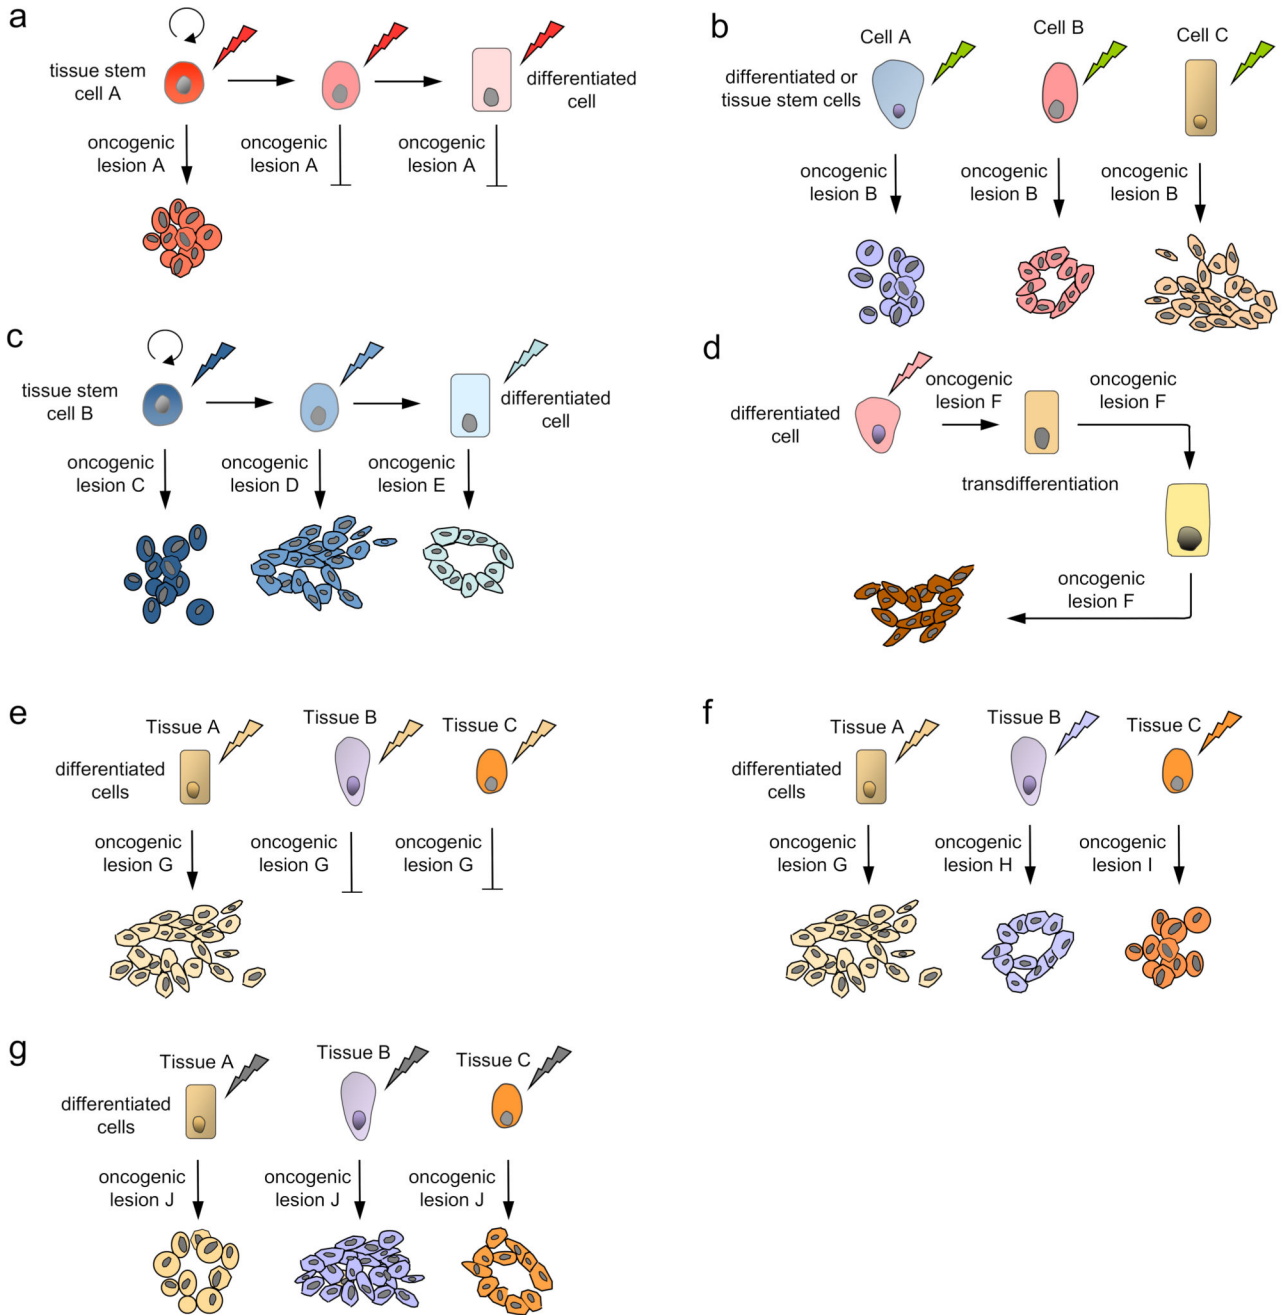 a
tissue stem
cell A
differentiated
cell
oncogenic
lesion A
oncogenic
lesion A
oncogenic
lesion A
b
Cell A
Cell B
Cell C
differentiated or
tissue stem cells
oncogenic
lesion B
oncogenic
lesion B
oncogenic
lesion B
c
tissue stem
cell B
differentiated
cell
oncogenic
lesion C
oncogenic
lesion D
oncogenic
lesion E
d
differentiated
cell
oncogenic
lesion F
oncogenic
lesion F
transdifferentiation
oncogenic
lesion F
e
Tissue A
Tissue B
Tissue C
differentiated
cells
oncogenic
lesion G
oncogenic
lesion G
oncogenic
lesion G
f
Tissue A
Tissue B
Tissue C
differentiated
cells
oncogenic
lesion G
oncogenic
lesion H
oncogenic
lesion I
g
Tissue A
Tissue B
Tissue C
differentiated
cells
oncogenic
lesion J
oncogenic
lesion J
oncogenic
lesion J